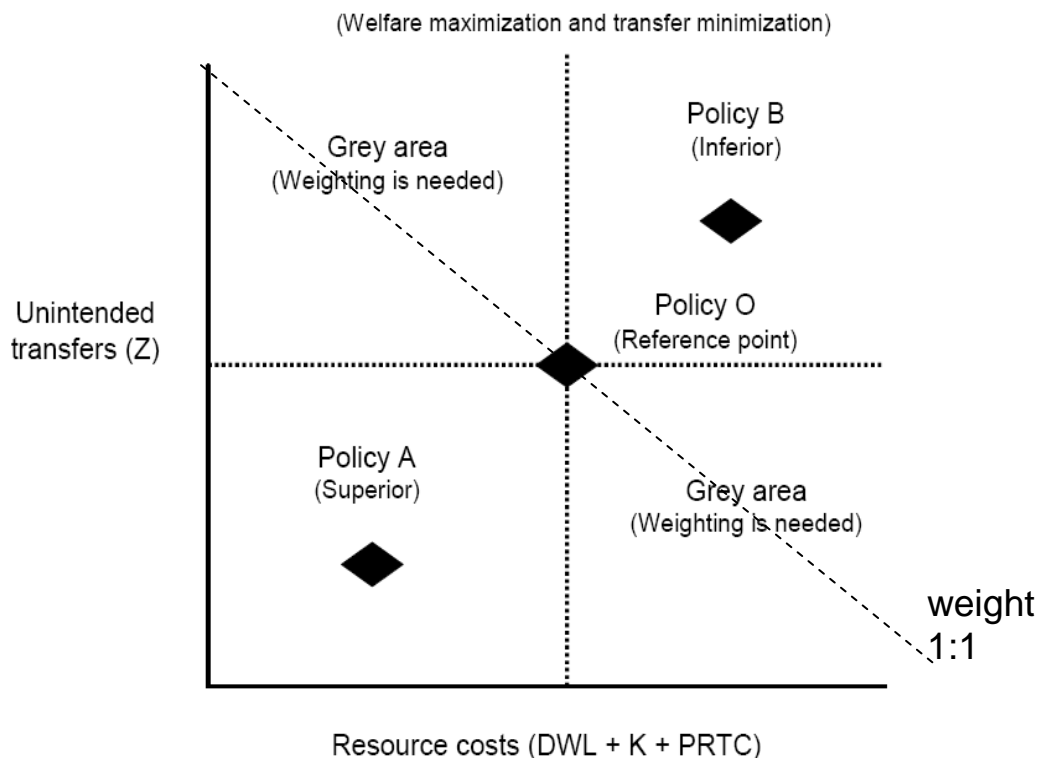 (Welfare maximization and transfer minimization)
Policy B
(Inferior)
Grey area
(Weighting is needed)
Policy O
(Reference point)
Unintended
transfers (Z)
Policy A
(Superior)
Grey area
(Weighting is needed)
weight
1:1
Resource costs (DWL + K + PRTC)